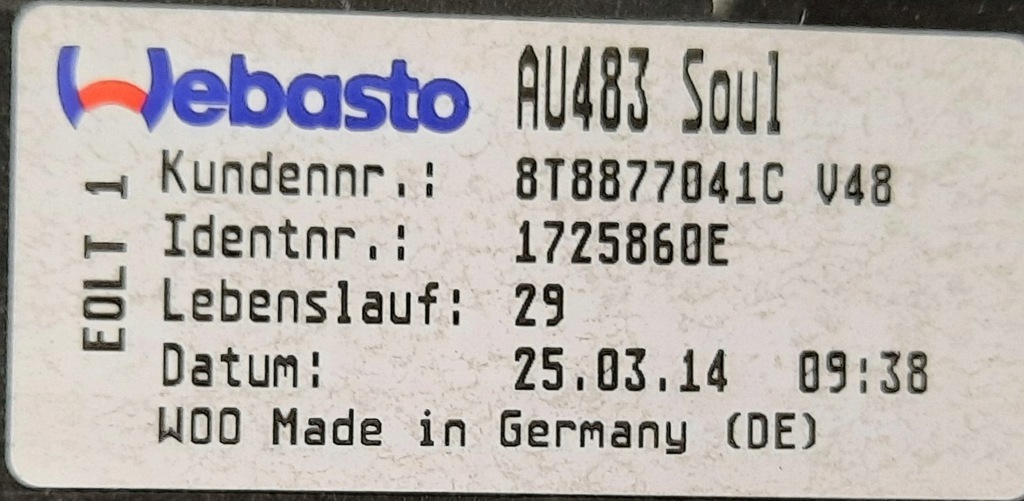 Webasto AU483 Soul
EOLT 1
Kundennr.: 8T8877041C V48
Identnr.: 1725860E
Lebenslauf: 29
Datum: 25.03.14 09:38
WOO Made in Germany (DE)